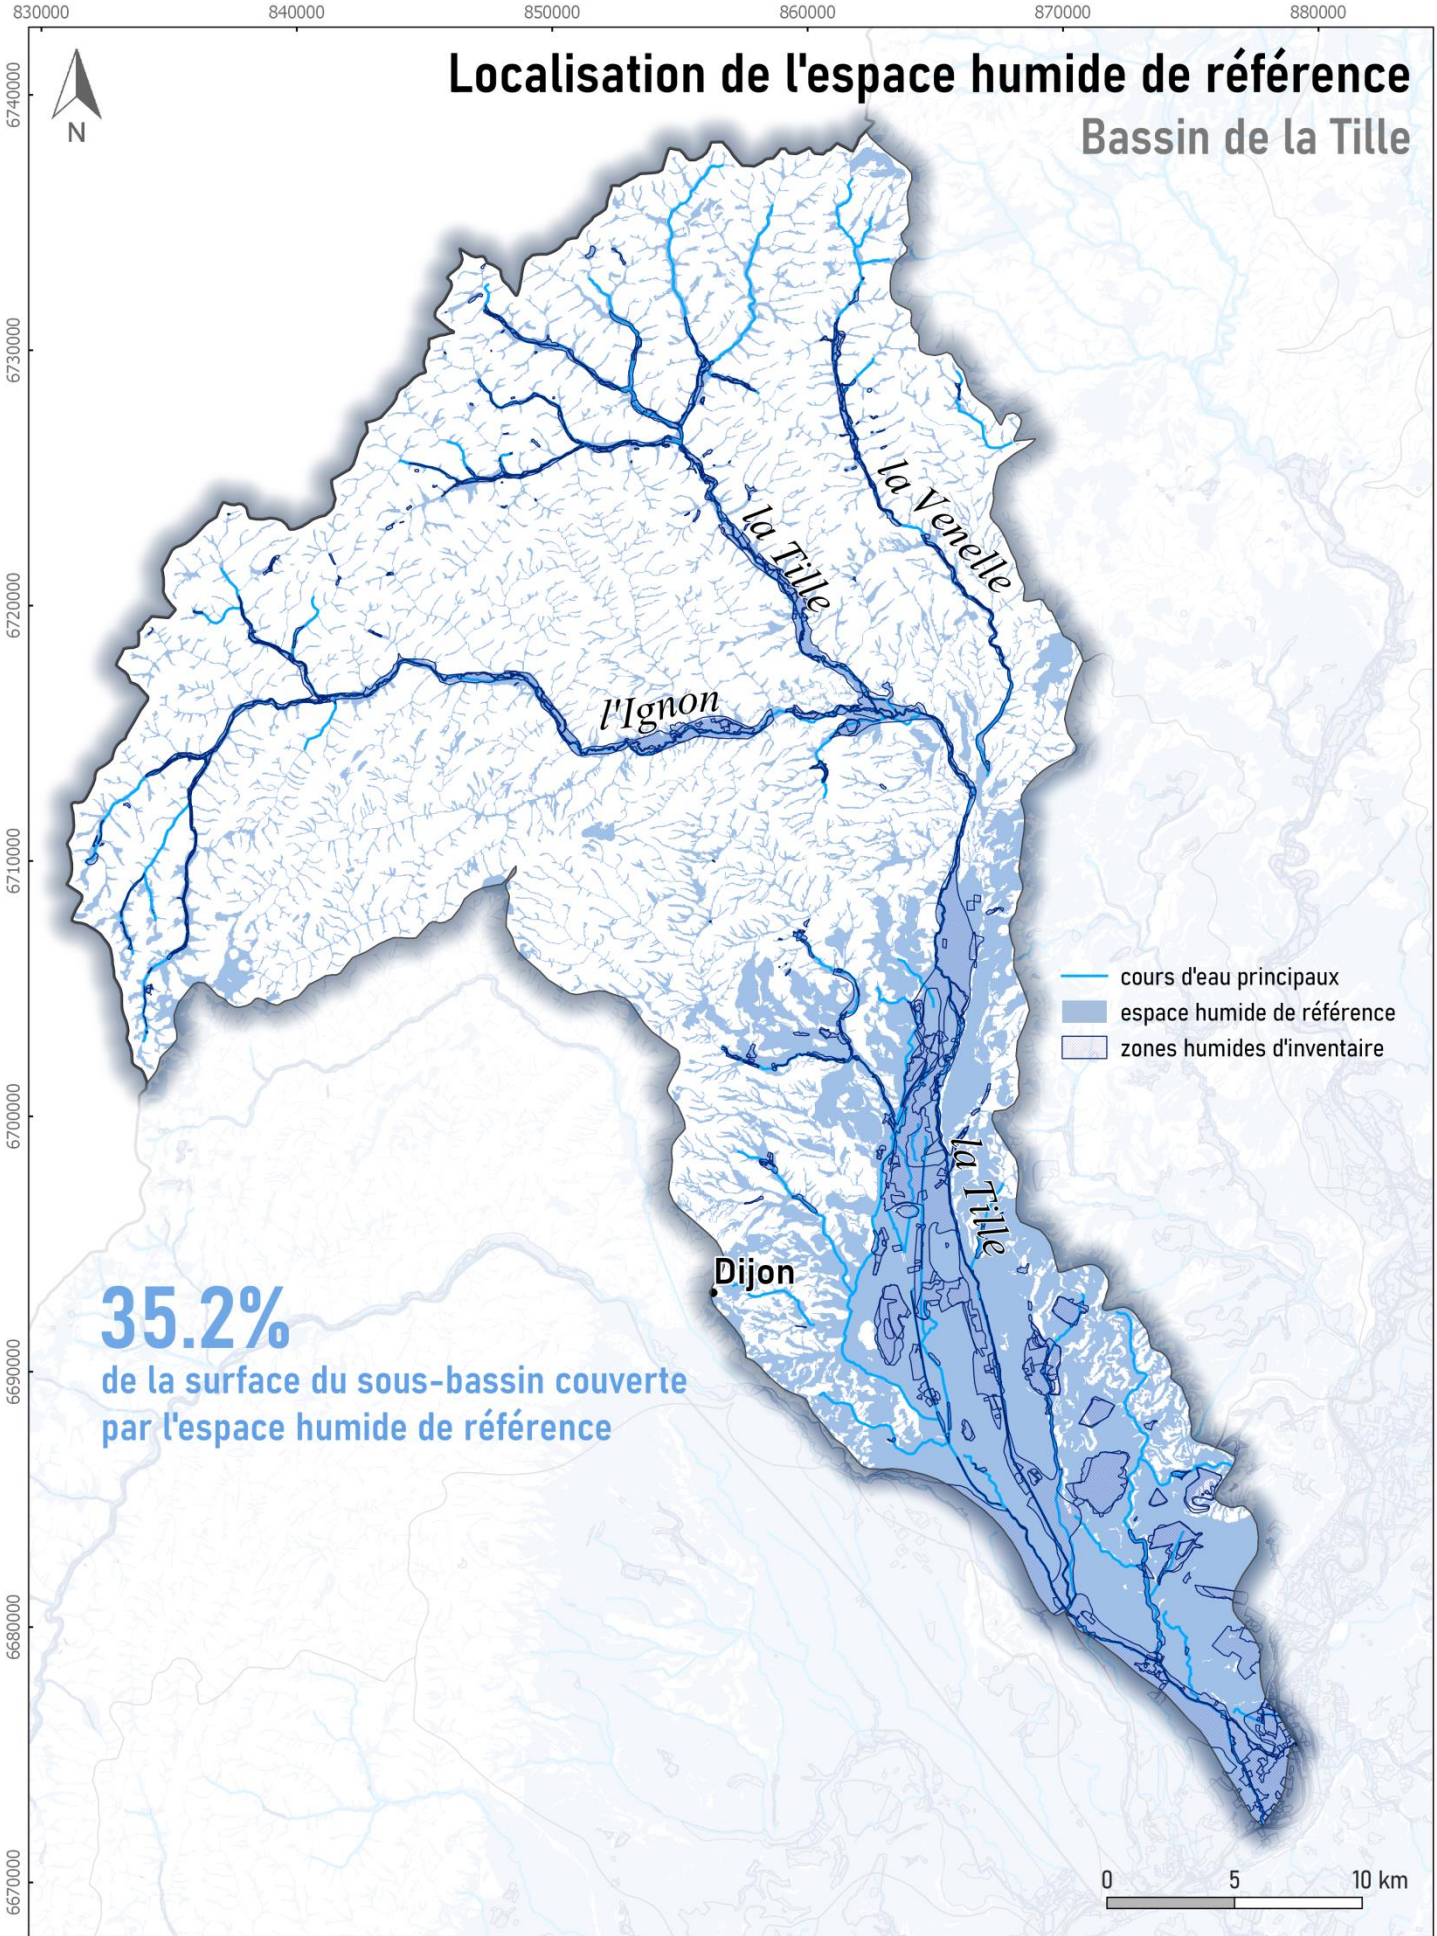 830000 840000 850000 860000 870000 880000
Localisation de l'espace humide de référence
Bassin de la Tille
N
6740000
6730000
6720000
6710000
6700000
6690000
6680000
6670000
la Venelle
la Tille
l'Ignon
cours d'eau principaux
espace humide de référence
zones humides d'inventaire
la Tille
Dijon
35.2%
de la surface du sous-bassin couverte
par l'espace humide de référence
0 5 10 km